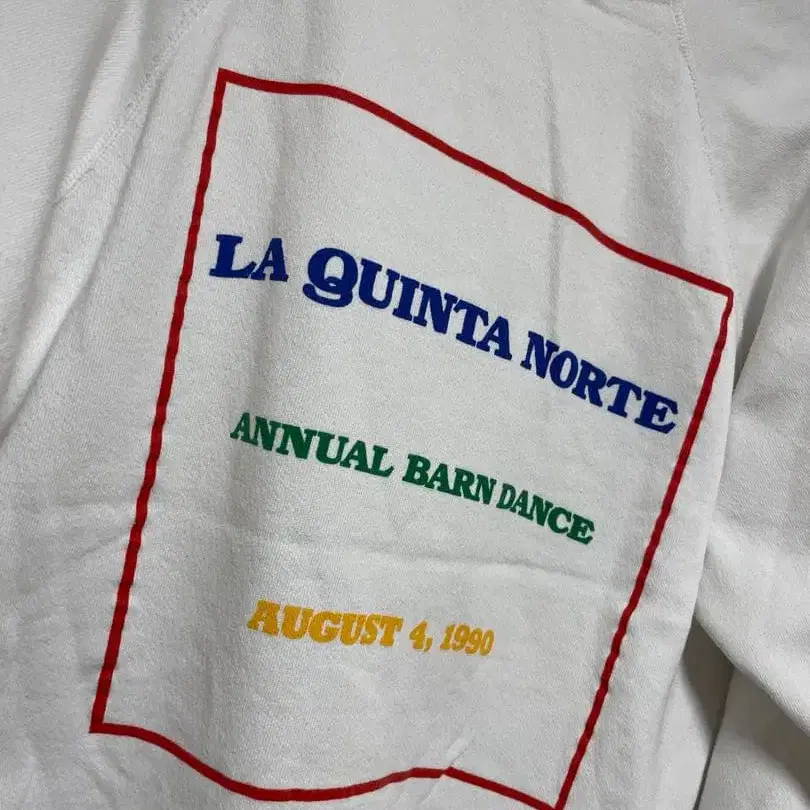 LA QUINTA NORTE
ANNUAL BARN DANCE
AUGUST 4, 1990